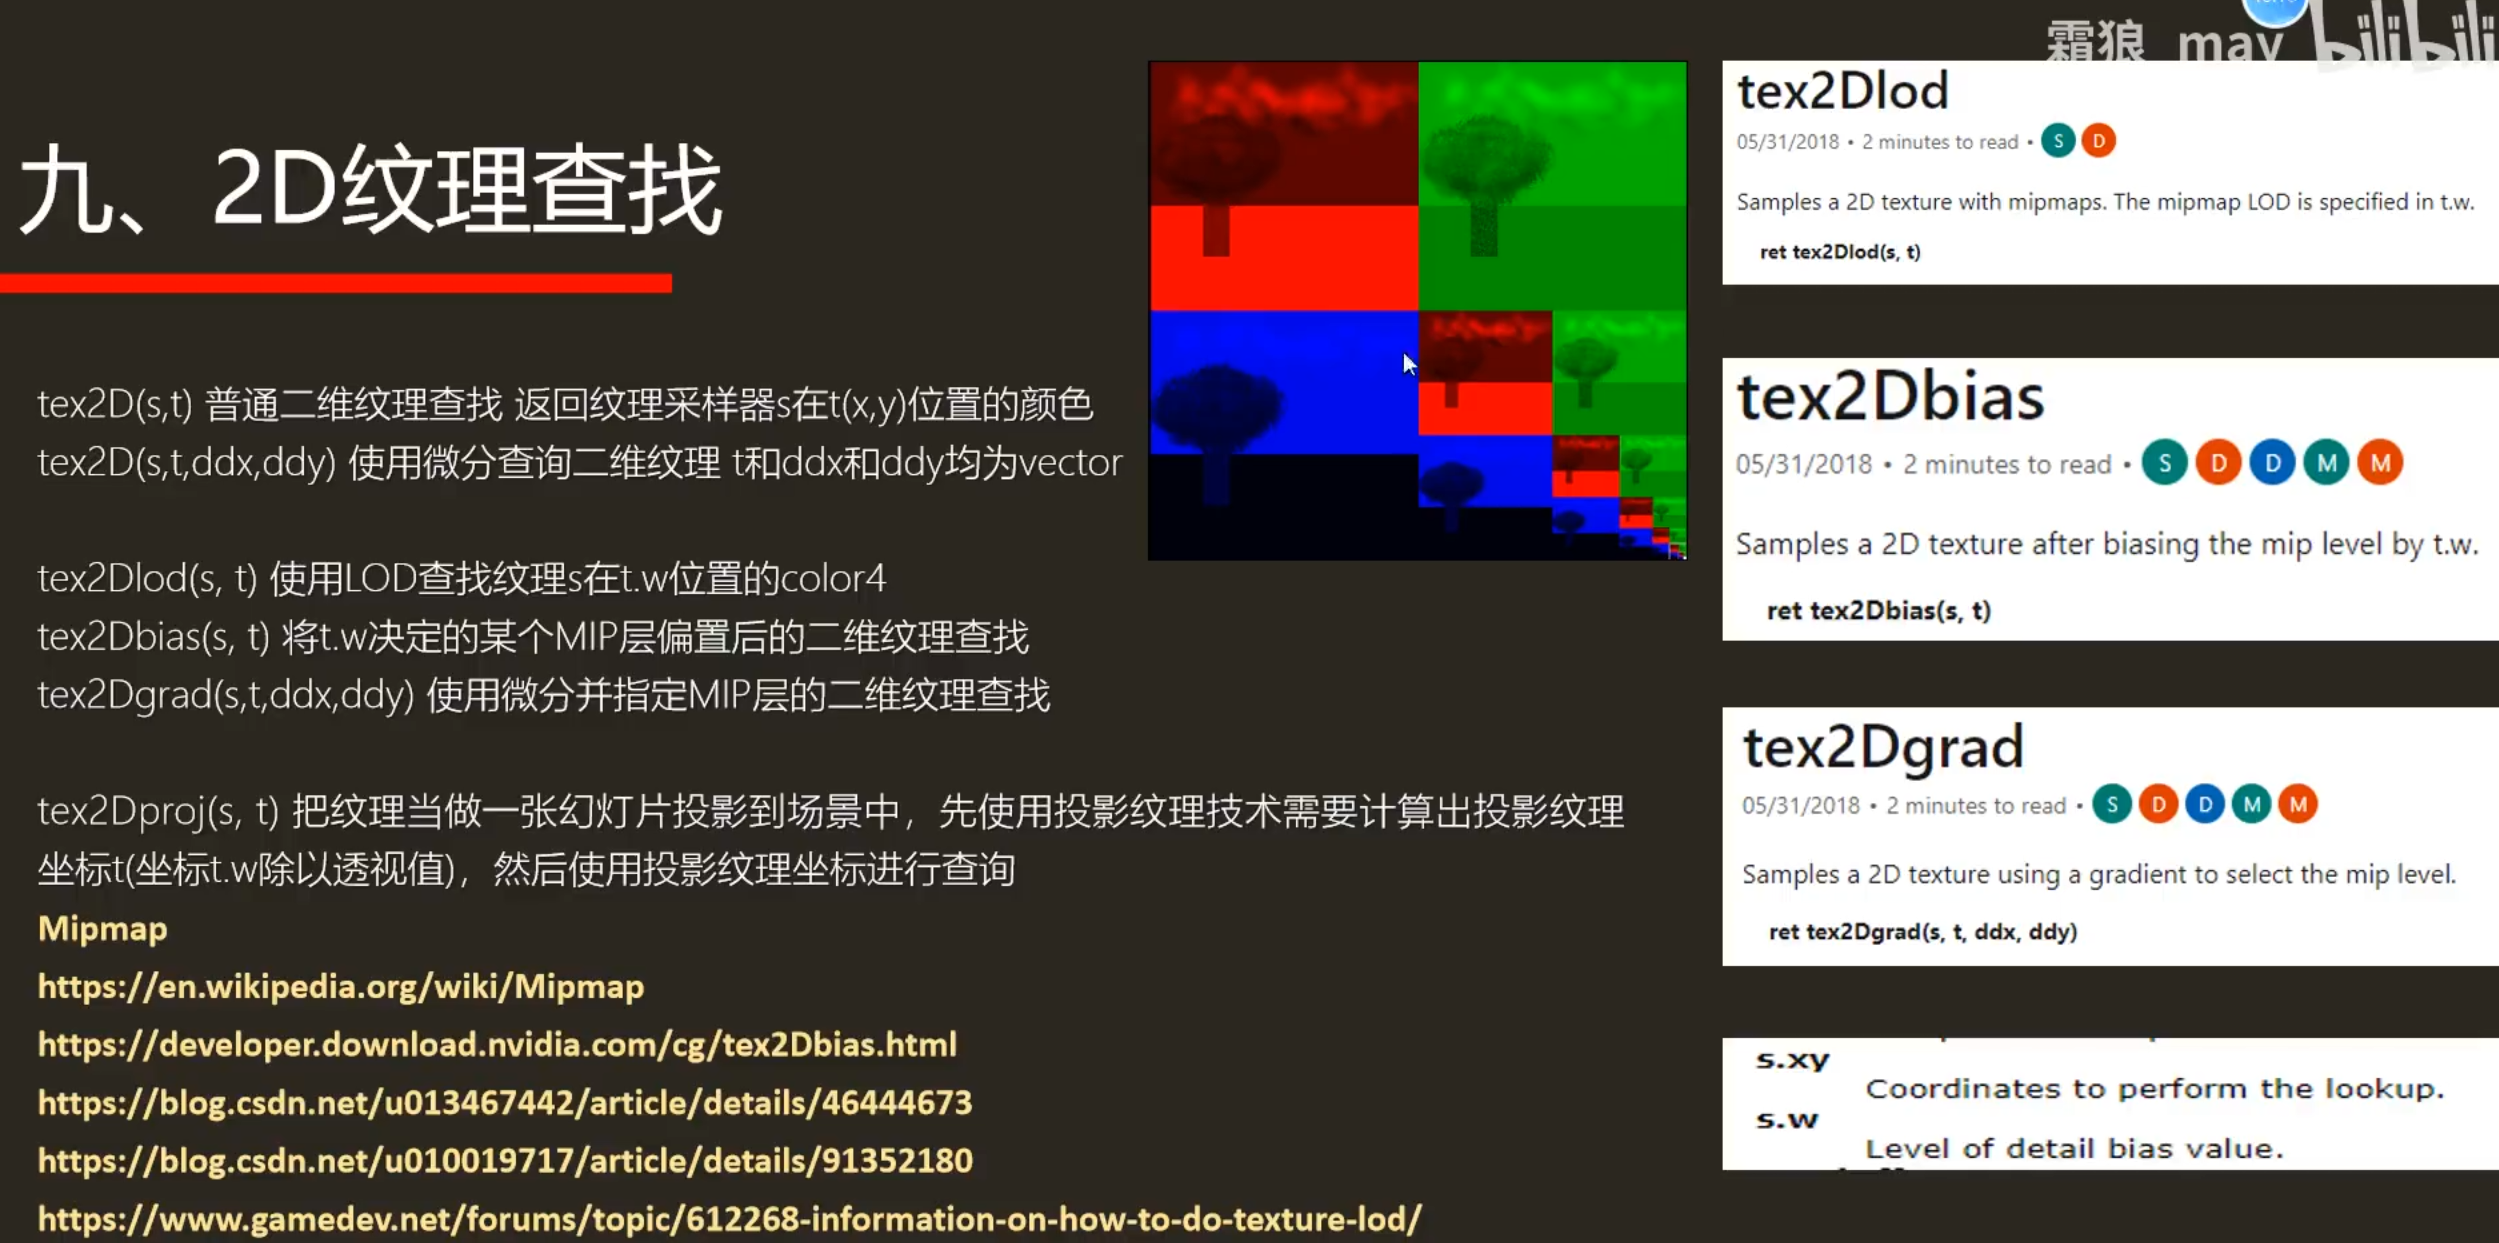 霜狼_may bilibili
九、2D纹理查找
tex2D(s,t) 普通二维纹理查找 返回纹理采样器s在t(x,y)位置的颜色
tex2D(s,t,ddx,ddy) 使用微分查询二维纹理 t和ddx和ddy均为vector
tex2Dlod(s, t) 使用LOD查找纹理s在t.w位置的color4
tex2Dbias(s, t) 将t.w决定的某个MIP层偏置后的二维纹理查找
tex2Dgrad(s,t,ddx,ddy) 使用微分并指定MIP层的二维纹理查找
tex2Dproj(s, t) 把纹理当做一张幻灯片投影到场景中，先使用投影纹理技术需要计算出投影纹理
坐标t(坐标t.w除以透视值)，然后使用投影纹理坐标进行查询
Mipmap
https://en.wikipedia.org/wiki/Mipmap
https://developer.download.nvidia.com/cg/tex2Dbias.html
https://blog.csdn.net/u013467442/article/details/46444673
https://blog.csdn.net/u010019717/article/details/91352180
https://www.gamedev.net/forums/topic/612268-information-on-how-to-do-texture-lod/
tex2Dlod
05/31/2018 • 2 minutes to read • S D
Samples a 2D texture with mipmaps. The mipmap LOD is specified in t.w.
ret tex2Dlod(s, t)
tex2Dbias
05/31/2018 • 2 minutes to read • S D D M M
Samples a 2D texture after biasing the mip level by t.w.
ret tex2Dbias(s, t)
tex2Dgrad
05/31/2018 • 2 minutes to read • S D D M M
Samples a 2D texture using a gradient to select the mip level.
ret tex2Dgrad(s, t, ddx, ddy)
s.xy
Coordinates to perform the lookup.
s.w
Level of detail bias value.